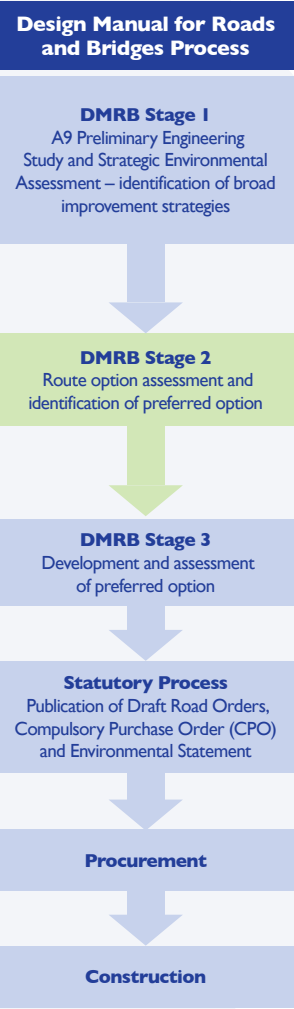 Design Manual for Roads
and Bridges Process
DMRB Stage 1
A9 Preliminary Engineering
Study and Strategic Environmental
Assessment – identification of broad
improvement strategies
DMRB Stage 2
Route option assessment and
identification of preferred option
DMRB Stage 3
Development and assessment
of preferred option
Statutory Process
Publication of Draft Road Orders,
Compulsory Purchase Order (CPO)
and Environmental Statement
Procurement
Construction